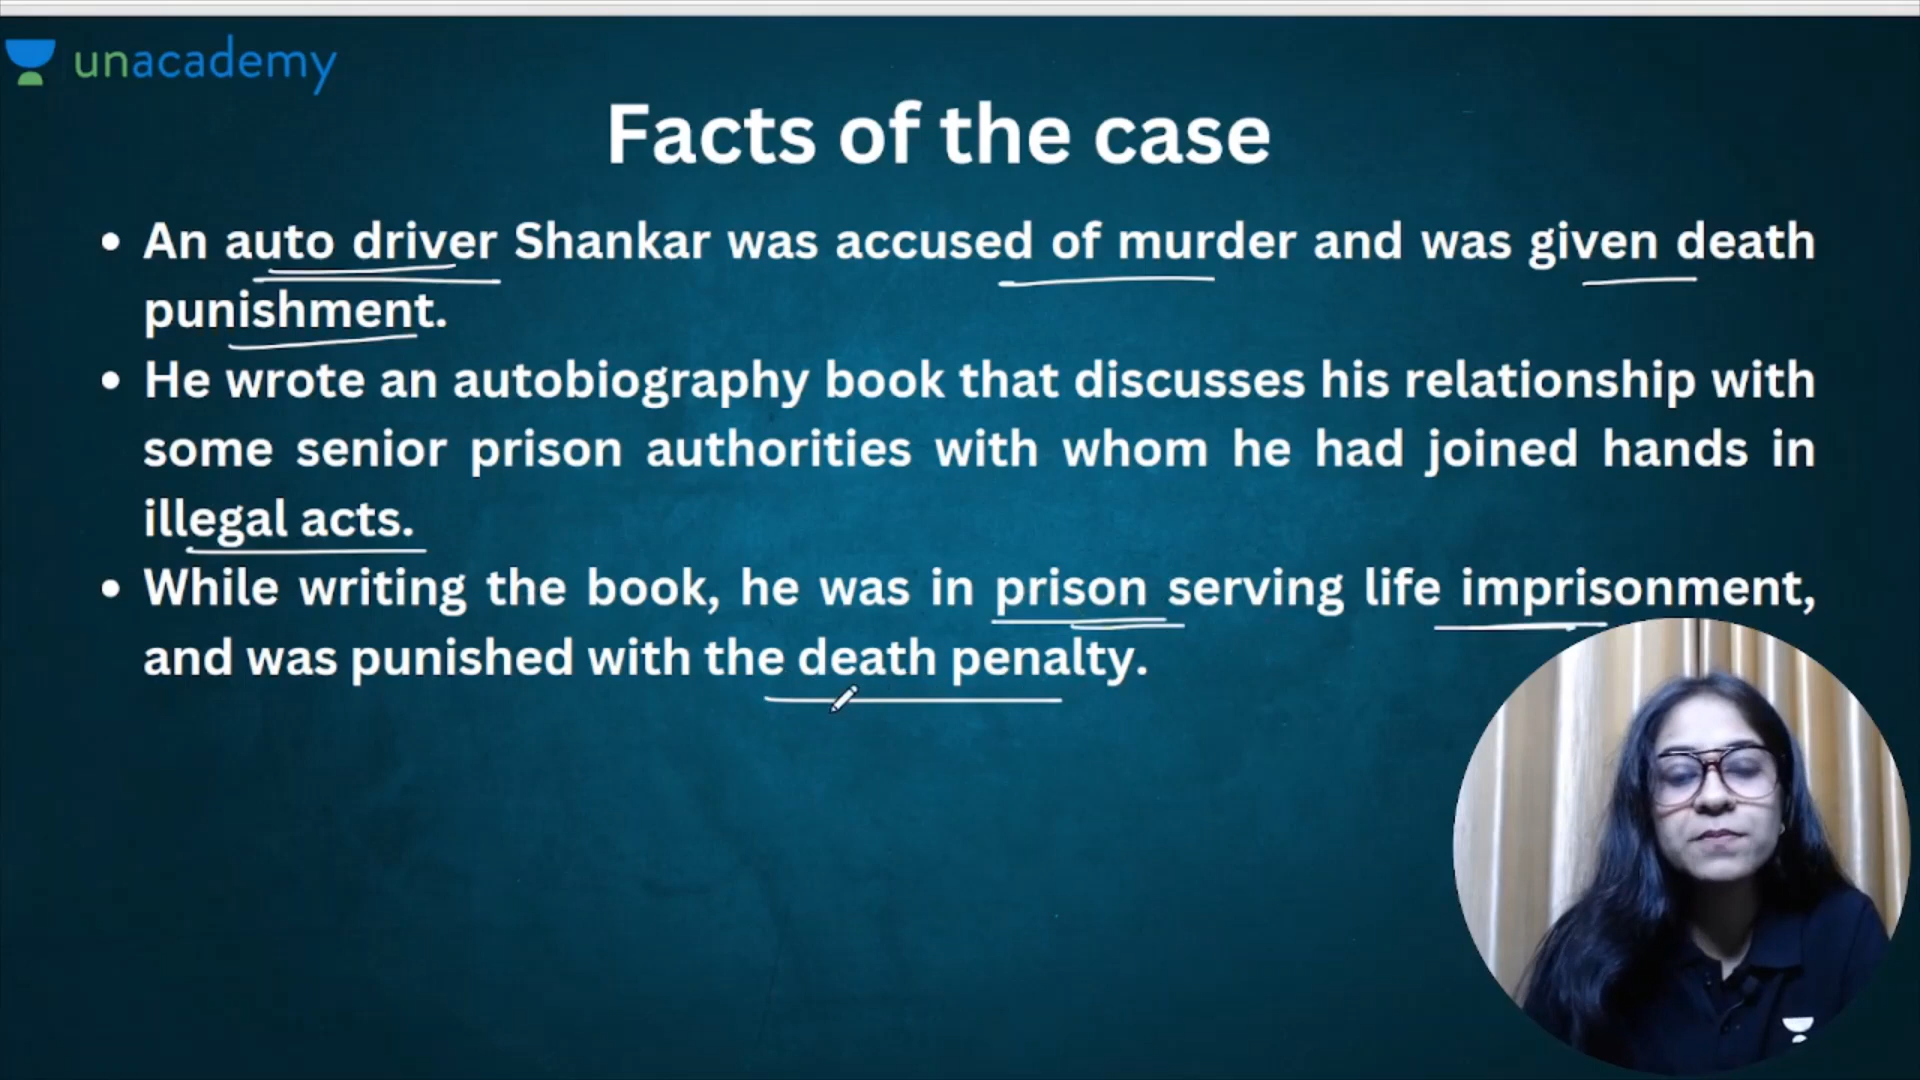 unacademy
Facts of the case
• An auto driver Shankar was accused of murder and was given death
punishment.
• He wrote an autobiography book that discusses his relationship with
some senior prison authorities with whom he had joined hands in
illegal acts.
• While writing the book, he was in prison serving life imprisonment,
and was punished with the death penalty.